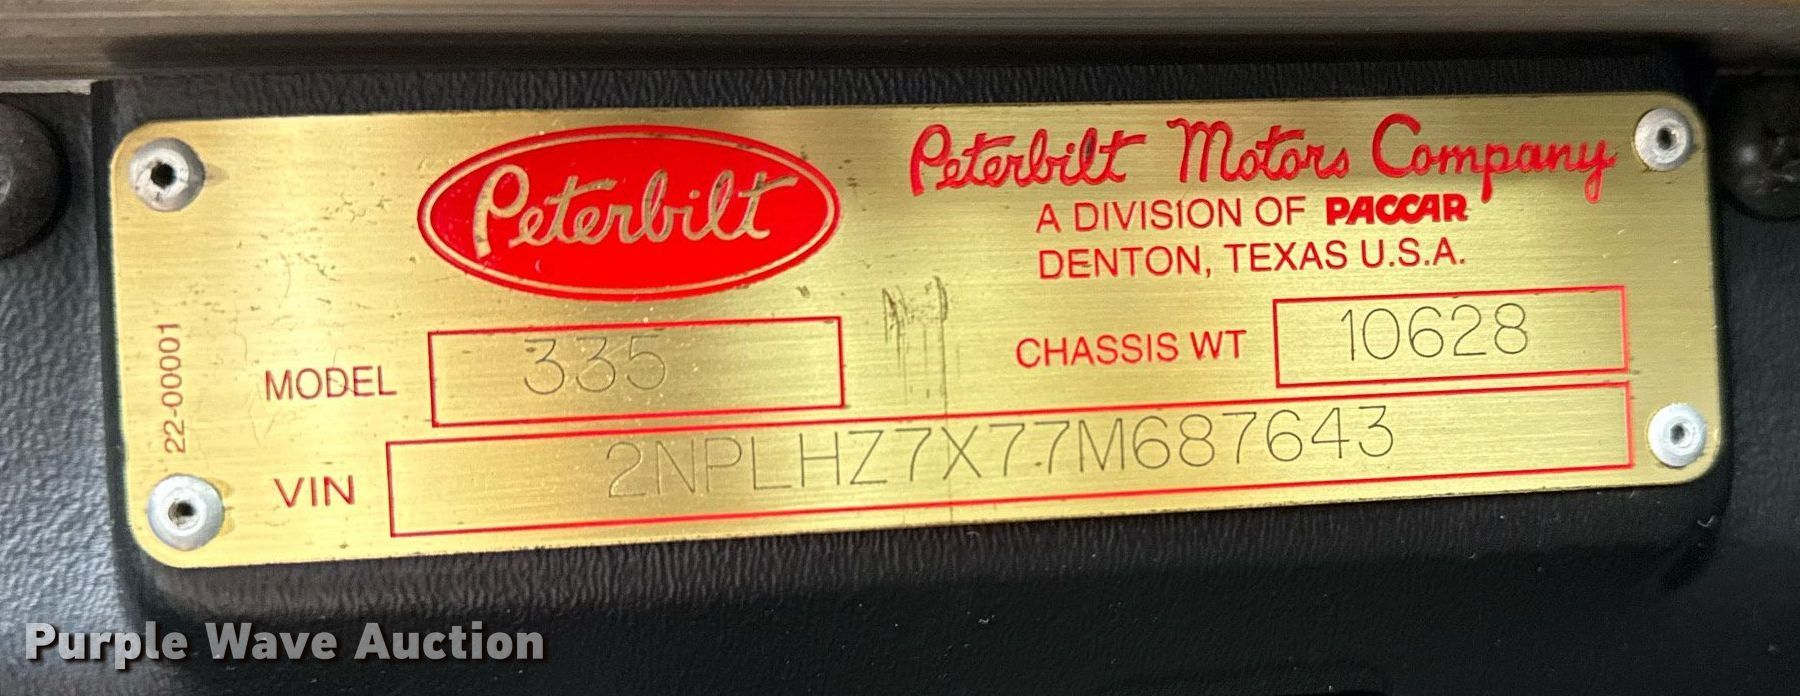 Peterbilt
Peterbilt Motors Company
A DIVISION OF PACCAR
DENTON, TEXAS U.S.A.
22-00001
MODEL 335
CHASSIS WT 10628
VIN 2NPLHZ7X77M687643
Purple Wave Auction